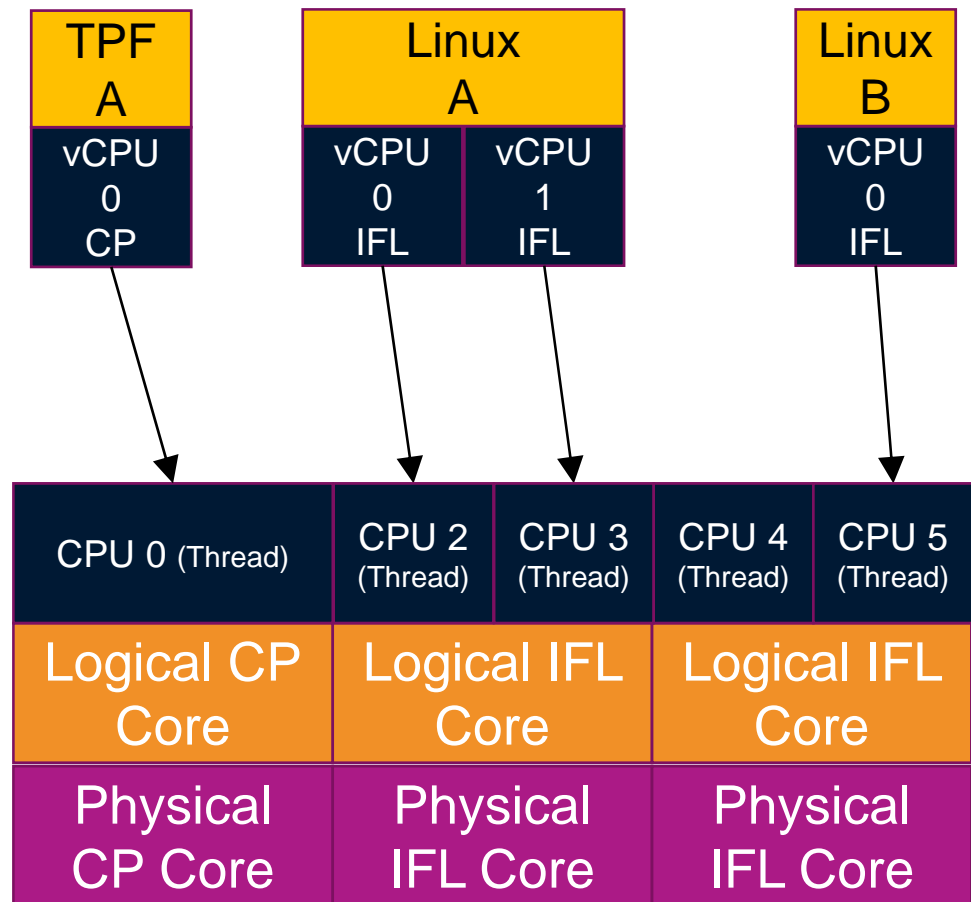 TPF
A
Linux
A
Linux
B
vCPU
0
CP
vCPU
0
IFL
vCPU
1
IFL
vCPU
0
IFL
CPU 0 (Thread)
CPU 2
(Thread)
CPU 3
(Thread)
CPU 4
(Thread)
CPU 5
(Thread)
Logical CP
Core
Logical IFL
Core
Logical IFL
Core
Physical
CP Core
Physical
IFL Core
Physical
IFL Core